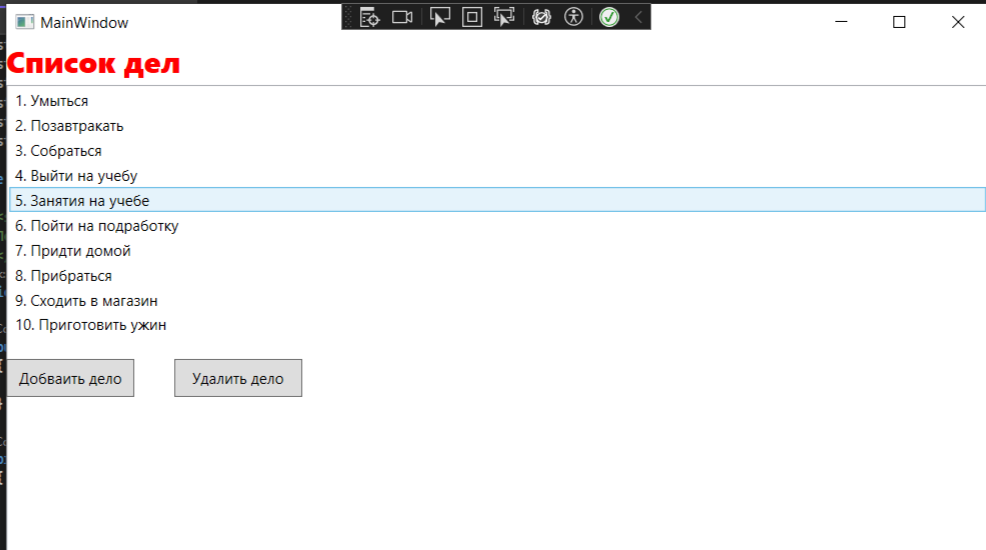 MainWindow
Список дел
1. Умыться
2. Позавтракать
3. Собраться
4. Выйти на учебу
5. Занятия на учебе
6. Пойти на подработку
7. Придти домой
8. Прибраться
9. Сходить в магазин
10. Приготовить ужин
Добваить дело
Удалить дело